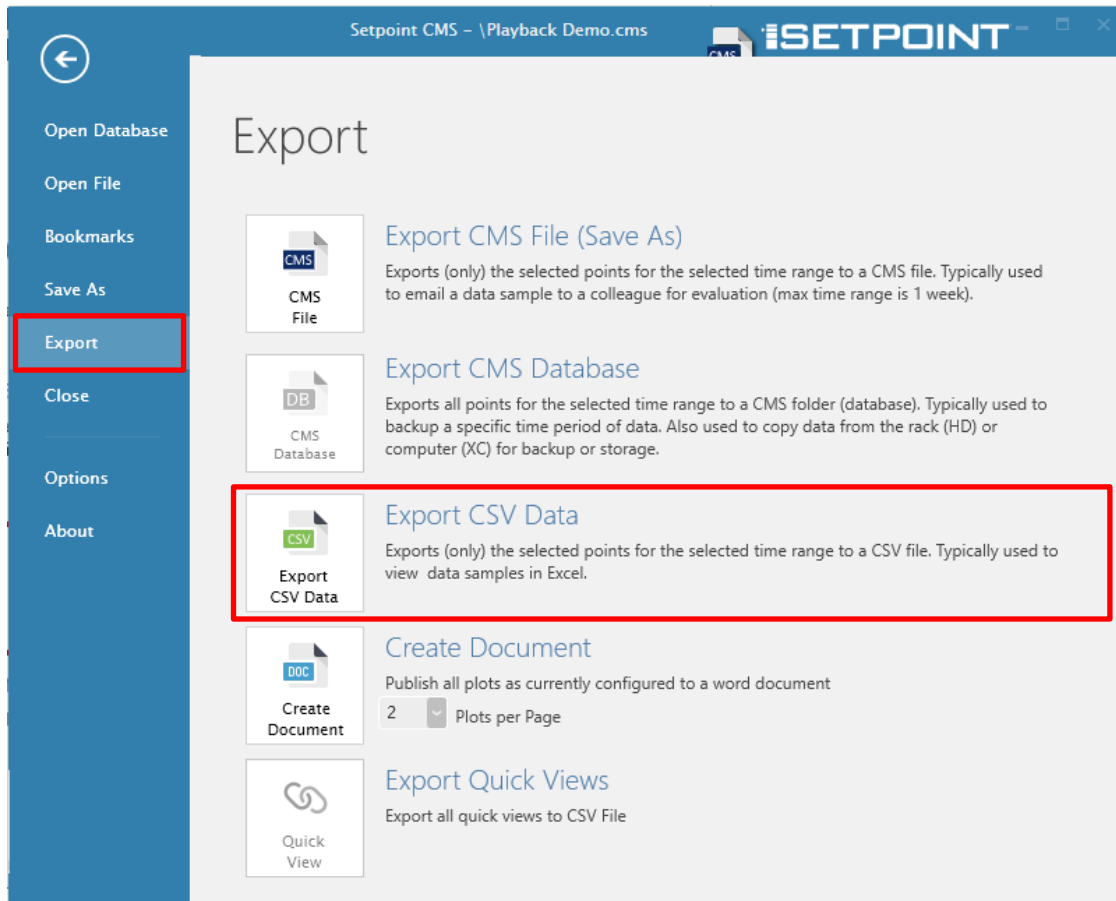 Setpoint CMS – \Playback Demo.cms
SETPOINT
CMS
Open Database
Open File
Bookmarks
Save As
Export
Close
Options
About
Export
CMS
CMS
File
Export CMS File (Save As)
Exports (only) the selected points for the selected time range to a CMS file. Typically used
to email a data sample to a colleague for evaluation (max time range is 1 week).
DB
CMS
Database
Export CMS Database
Exports all points for the selected time range to a CMS folder (database). Typically used to
backup a specific time period of data. Also used to copy data from the rack (HD) or
computer (XC) for backup or storage.
CSV
Export
CSV Data
Export CSV Data
Exports (only) the selected points for the selected time range to a CSV file. Typically used to
view  data samples in Excel.
DOC
Create
Document
Create Document
Publish all plots as currently configured to a word document
2
Plots per Page
Quick
View
Export Quick Views
Export all quick views to CSV File